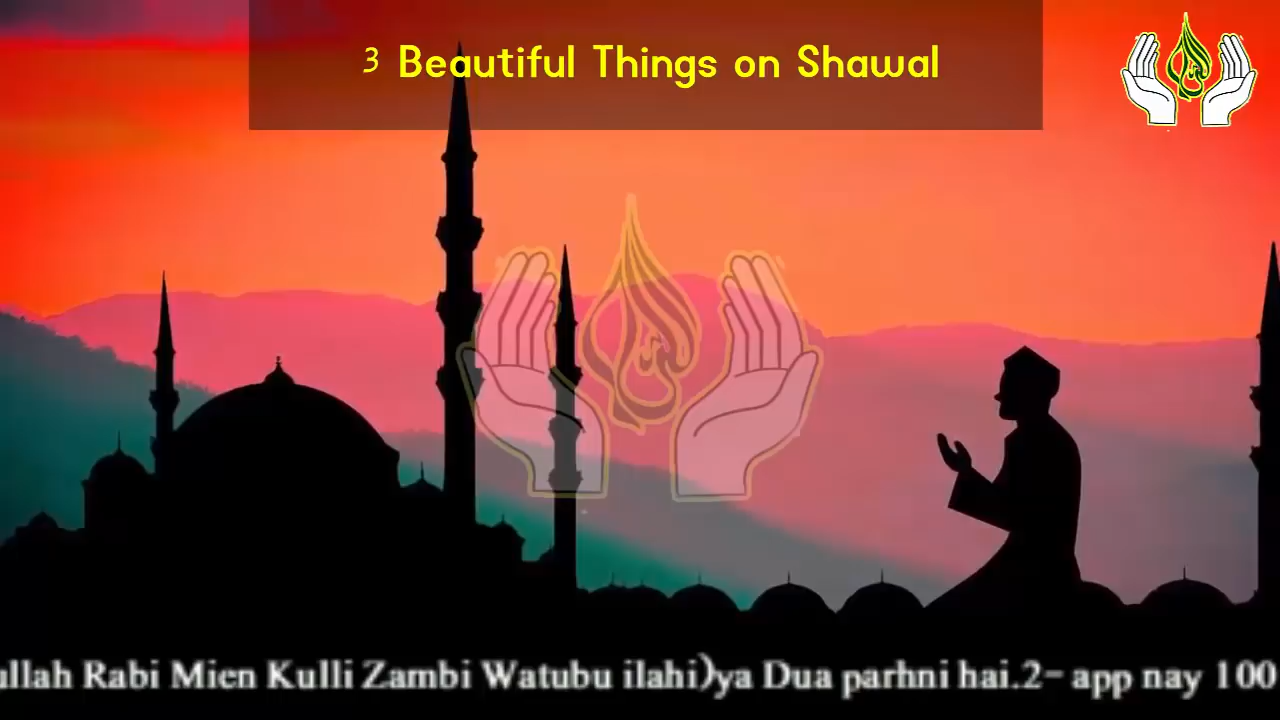 3 Beautiful Things on Shawal
ullah Rabi Mien Kulli Zambi Watubu ilahi)ya Dua parhni hai.2- app nay 100